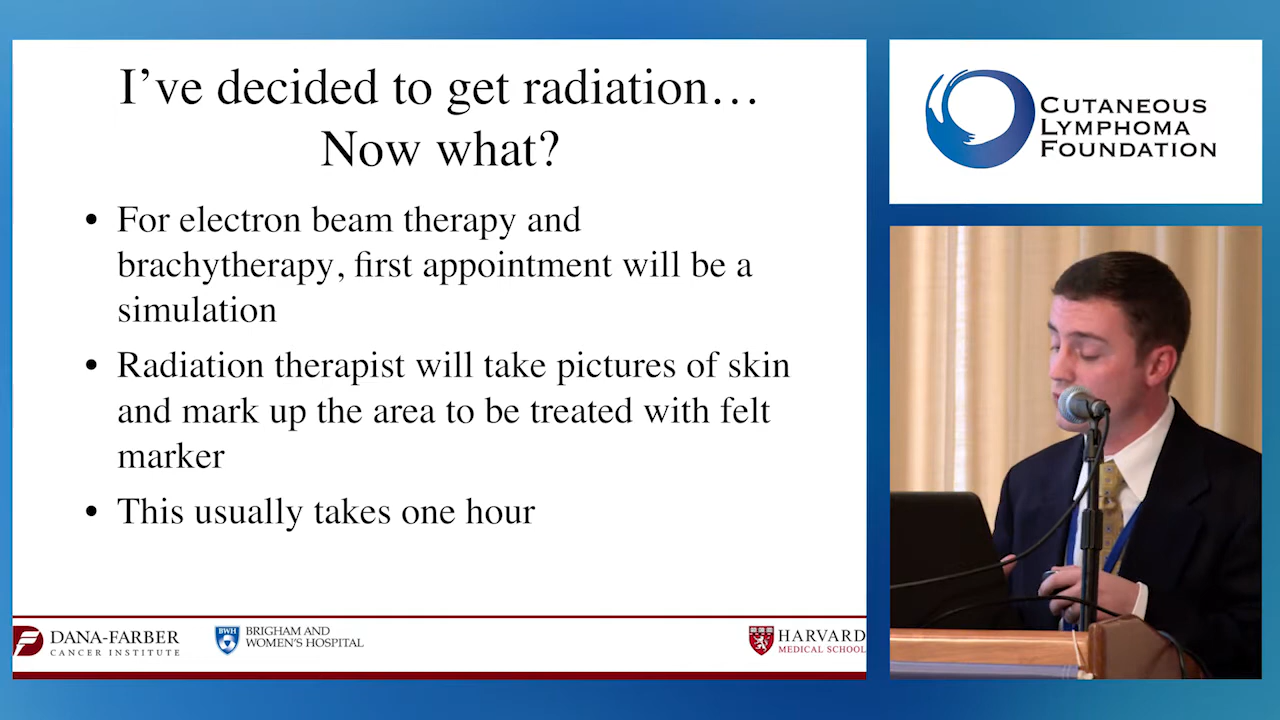 I've decided to get radiation…
Now what?
• For electron beam therapy and
brachytherapy, first appointment will be a
simulation
• Radiation therapist will take pictures of skin
and mark up the area to be treated with felt
marker
• This usually takes one hour
DANA-FARBER
CANCER INSTITUTE
BWH
BRIGHAM AND
WOMEN'S HOSPITAL
HARVARD
MEDICAL SCHOOL
CUTANEOUS
LYMPHOMA
FOUNDATION